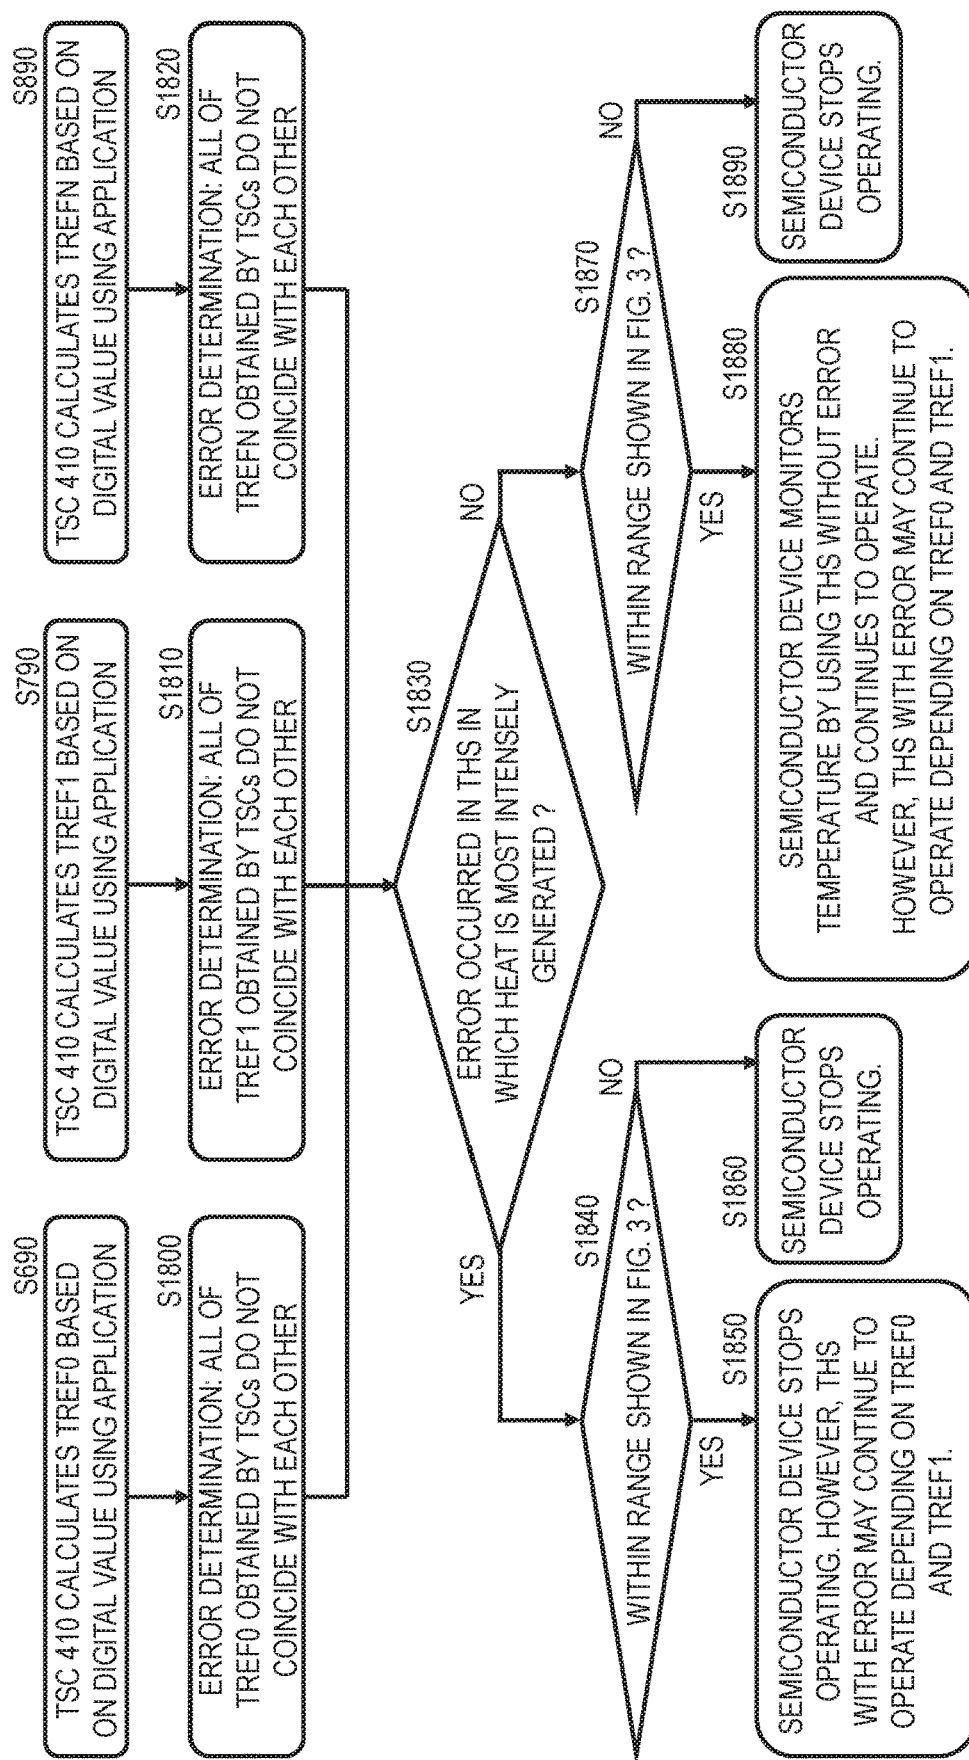 S690
TSC 410 CALCULATES TREF0 BASED
ON DIGITAL VALUE USING APPLICATION
S1800
ERROR DETERMINATION: ALL OF
TREF0 OBTAINED BY TSCs DO NOT
COINCIDE WITH EACH OTHER
S790
TSC 410 CALCULATES TREF1 BASED ON
DIGITAL VALUE USING APPLICATION
S1810
ERROR DETERMINATION: ALL OF
TREF1 OBTAINED BY TSCs DO NOT
COINCIDE WITH EACH OTHER
S890
TSC 410 CALCULATES TREFN BASED ON
DIGITAL VALUE USING APPLICATION
S1820
ERROR DETERMINATION: ALL OF
TREFN OBTAINED BY TSCs DO NOT
COINCIDE WITH EACH OTHER
S1830
ERROR OCCURRED IN THS IN
WHICH HEAT IS MOST INTENSELY
GENERATED ?
YES
NO
S1840
WITHIN RANGE SHOWN IN FIG. 3 ?
YES
NO
S1850
SEMICONDUCTOR DEVICE STOPS
OPERATING. HOWEVER, THS
WITH ERROR MAY CONTINUE TO
OPERATE DEPENDING ON TREF0
AND TREF1.
S1860
SEMICONDUCTOR
DEVICE STOPS
OPERATING.
S1870
WITHIN RANGE SHOWN IN FIG. 3 ?
YES
NO
S1880
SEMICONDUCTOR DEVICE MONITORS
TEMPERATURE BY USING THS WITHOUT ERROR
AND CONTINUES TO OPERATE.
HOWEVER, THS WITH ERROR MAY CONTINUE TO
OPERATE DEPENDING ON TREF0 AND TREF1.
S1890
SEMICONDUCTOR
DEVICE STOPS
OPERATING.